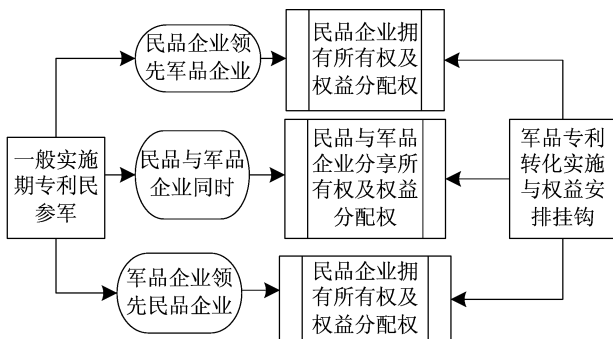 民品企业领
先军品企业
民品企业拥
有所有权及
权益分配权
一般实施
期专利民
参军
民品与军品
企业同时
民品与军品
企业分享所
有权及权益
分配权
军品专利
转化实施
与权益安
排挂钩
军品企业领
先民品企业
民品企业拥
有所有权及
权益分配权